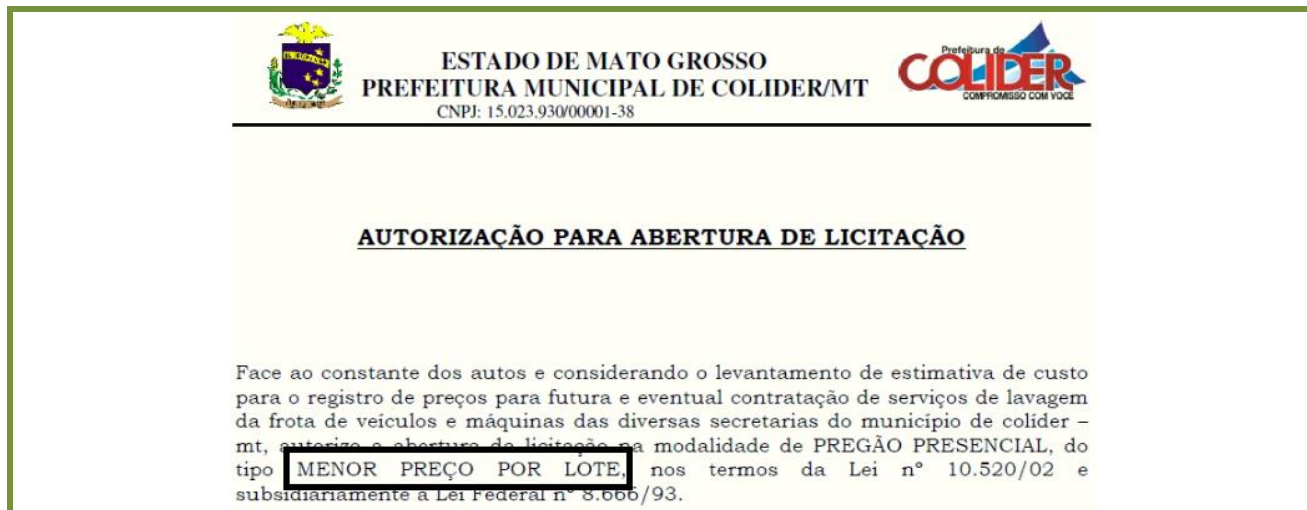 ESTADO DE MATO GROSSO
PREFEITURA MUNICIPAL DE COLIDER/MT
CNPJ: 15.023.930/00001-38
Prefeitura de
COLIDER
COMPROMISSO COM VOCÊ
AUTORIZAÇÃO PARA ABERTURA DE LICITAÇÃO
Face ao constante dos autos e considerando o levantamento de estimativa de custo
para o registro de preços para futura e eventual contratação de serviços de lavagem
da frota de veículos e máquinas das diversas secretarias do município de colíder –
mt, autorizo a abertura da licitação na modalidade de PREGÃO PRESENCIAL, do
tipo MENOR PREÇO POR LOTE, nos termos da Lei nº 10.520/02 e
subsidiariamente a Lei Federal nº 8.666/93.